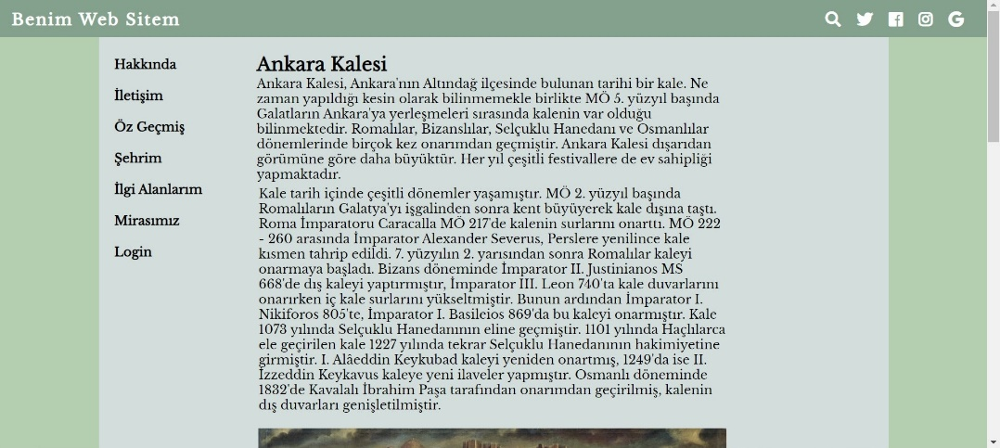 Benim Web Sitem
Hakkında
İletişim
Öz Geçmiş
Şehrim
İlgi Alanlarım
Mirasımız
Login
Ankara Kalesi
Ankara Kalesi, Ankara'nın Altındağ ilçesinde bulunan tarihi bir kale. Ne
zaman yapıldığı kesin olarak bilinmemekle birlikte MÖ 5. yüzyıl başında
Galatların Ankara'ya yerleşmeleri sırasında kalenin var olduğu
bilinmektedir. Romalılar, Bizanslılar, Selçuklu Hanedanı ve Osmanlılar
dönemlerinde birçok kez onarımdan geçmiştir. Ankara Kalesi dışarıdan
görümüne göre daha büyüktür. Her yıl çeşitli festivallere de ev sahipliği
yapmaktadır.
Kale tarih içinde çeşitli dönemler yaşamıştır. MÖ 2. yüzyıl başında
Romalıların Galatya'yı işgalinden sonra kent büyüyerek kale dışına taştı.
Roma İmparatoru Caracalla MÖ 217'de kalenin surlarını onarttı. MÖ 222
- 260 arasında İmparator Alexander Severus, Perslere yenilince kale
kısmen tahrip edildi. 7. yüzyılın 2. yarısından sonra Romalılar kaleyi
onarmaya başladı. Bizans döneminde İmparator II. Justinianos MS
668'de dış kaleyi yaptırmıştır, İmparator III. Leon 740'ta kale duvarlarını
onarırken iç kale surlarını yükseltmiştir. Bunun ardından İmparator I.
Nikiforos 805'te, İmparator I. Basileios 869'da bu kaleyi onarmıştır. Kale
1073 yılında Selçuklu Hanedanının eline geçmiştir. 1101 yılında Haçlılarca
ele geçirilen kale 1227 yılında tekrar Selçuklu Hanedanının hakimiyetine
girmiştir. I. Alâeddin Keykubad kaleyi yeniden onartmış, 1249'da ise II.
İzzeddin Keykavus kaleye yeni ilaveler yapmıştır. Osmanlı döneminde
1832'de Kavalalı İbrahim Paşa tarafından onarımdan geçirilmiş, kalenin
dış duvarları genişletilmiştir.